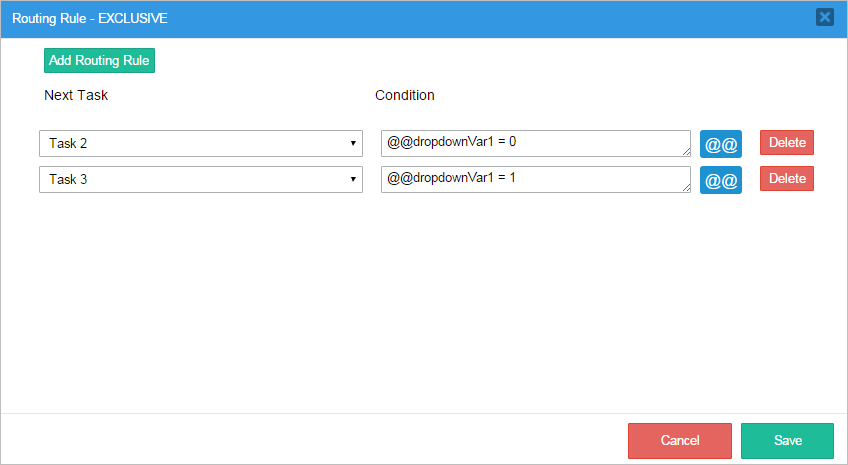 Routing Rule - EXCLUSIVE
Add Routing Rule
Next Task Condition
Task 2 @@dropdownVar1 = 0 @@ Delete
Task 3 @@dropdownVar1 = 1 @@ Delete
Cancel Save